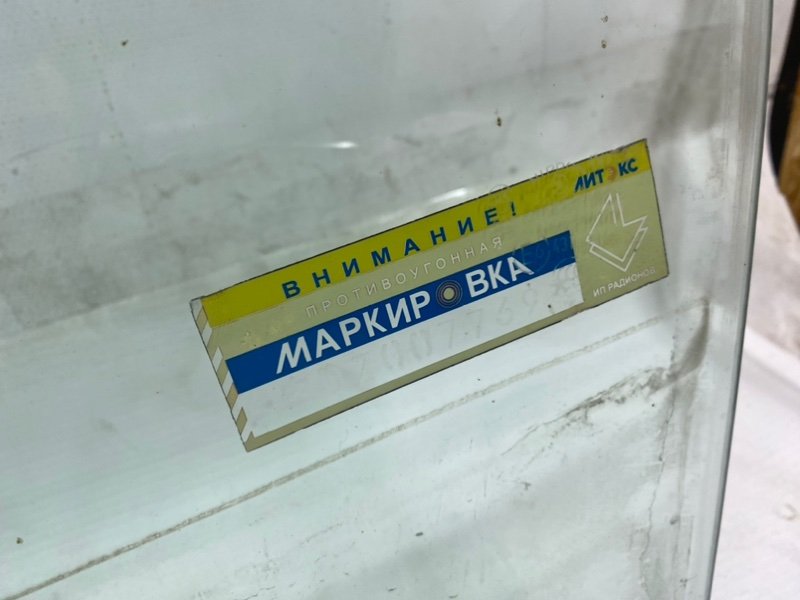 ЛИТЭКС
ВНИМАНИЕ!
ПРОТИВОУГОННАЯ
МАРКИРОВКА
ИП РАДИОНОВ